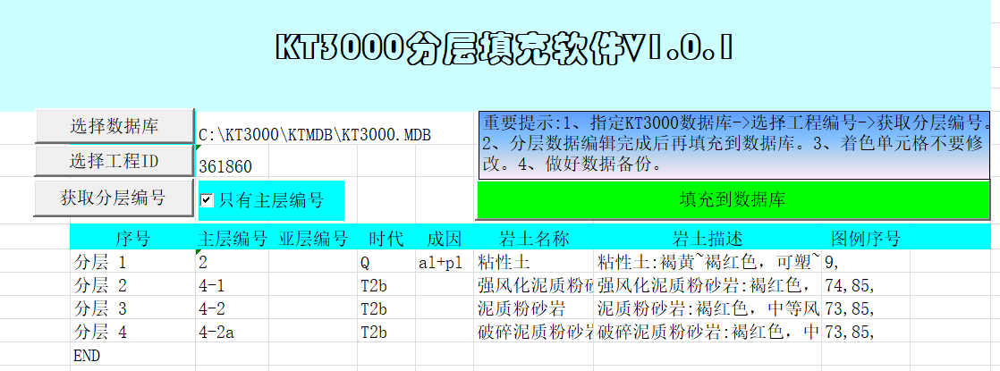 KT3000分层填充软件V1.0.1
选择数据库
C:\KT3000\KTMDB\KT3000.MDB
重要提示:1、指定KT3000数据库->选择工程编号->获取分层编号。
2、分层数据编辑完成后再填充到数据库。3、着色单元格不要修
改。4、做好数据备份。
选择工程ID
361860
获取分层编号
只有主层编号
填充到数据库
序号 主层编号 亚层编号 时代 成因 岩土名称 岩土描述 图例序号
分层 1 2 Q al+pl 粘性土 粘性土:褐黄~褐红色，可塑~ 9,
分层 2 4-1 T2b 强风化泥质粉砂 强风化泥质粉砂岩:褐红色， 74,85,
分层 3 4-2 T2b 泥质粉砂岩 泥质粉砂岩:褐红色，中等风 73,85,
分层 4 4-2a T2b 破碎泥质粉砂岩 破碎泥质粉砂岩:褐红色，中 73,85,
END